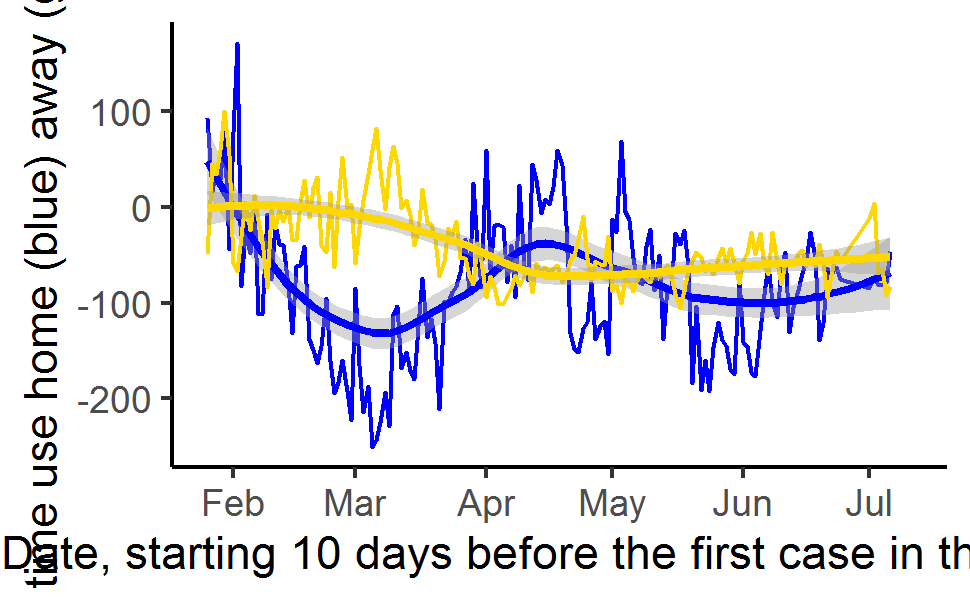 time use home (blue) away (
100
0
-100
-200
Feb Mar Apr May Jun Jul
Date, starting 10 days before the first case in th